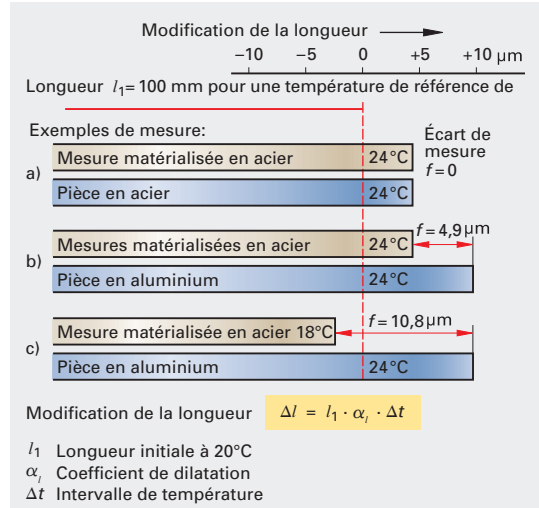 Modification de la longueur
–10 –5 0 +5 +10 µm
Longueur l1= 100 mm pour une température de référence de
Exemples de mesure:
Écart de
mesure
f=0
a)
Mesure matérialisée en acier 24°C
Pièce en acier 24°C
b)
Mesures matérialisées en acier 24°C
f=4,9µm
Pièce en aluminium 24°C
c)
Mesure matérialisée en acier 18°C
f=10,8µm
Pièce en aluminium 24°C
Modification de la longueur Δl = l1 · αl · Δt
l1 Longueur initiale à 20°C
αl Coefficient de dilatation
Δt Intervalle de température